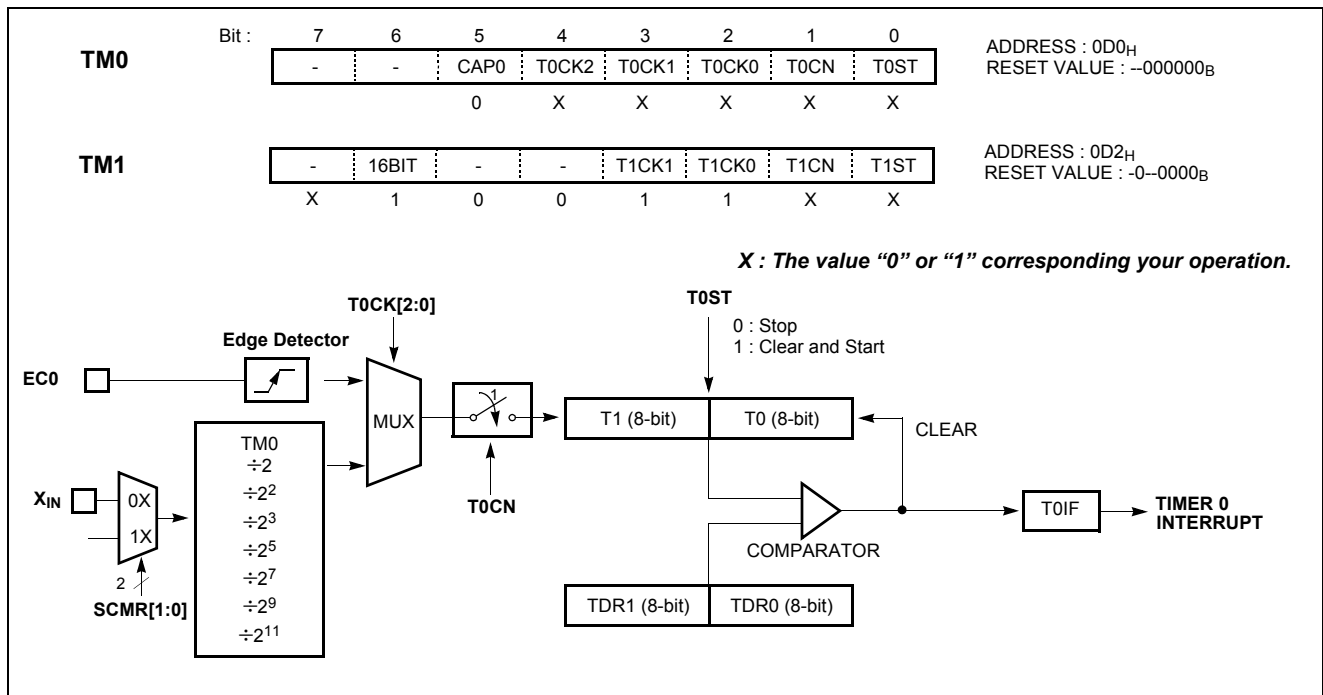 Bit : 7 6 5 4 3 2 1 0
TM0 - - CAP0 T0CK2 T0CK1 T0CK0 T0CN T0ST
ADDRESS : 0D0H
RESET VALUE : --000000B
0 X X X X X
TM1 - 16BIT - - T1CK1 T1CK0 T1CN T1ST
ADDRESS : 0D2H
RESET VALUE : -0--0000B
X 1 0 0 1 1 X X
X : The value “0” or “1” corresponding your operation.
T0CK[2:0]
T0ST
0 : Stop
1 : Clear and Start
Edge Detector
EC0
MUX
1
T1 (8-bit) T0 (8-bit)
CLEAR
T0CN
XIN
0X
1X
2
SCMR[1:0]
TM0
÷2
÷2²
÷2³
÷2⁵
÷2⁷
÷2⁹
÷2¹¹
COMPARATOR
T0IF
TIMER 0
INTERRUPT
TDR1 (8-bit) TDR0 (8-bit)